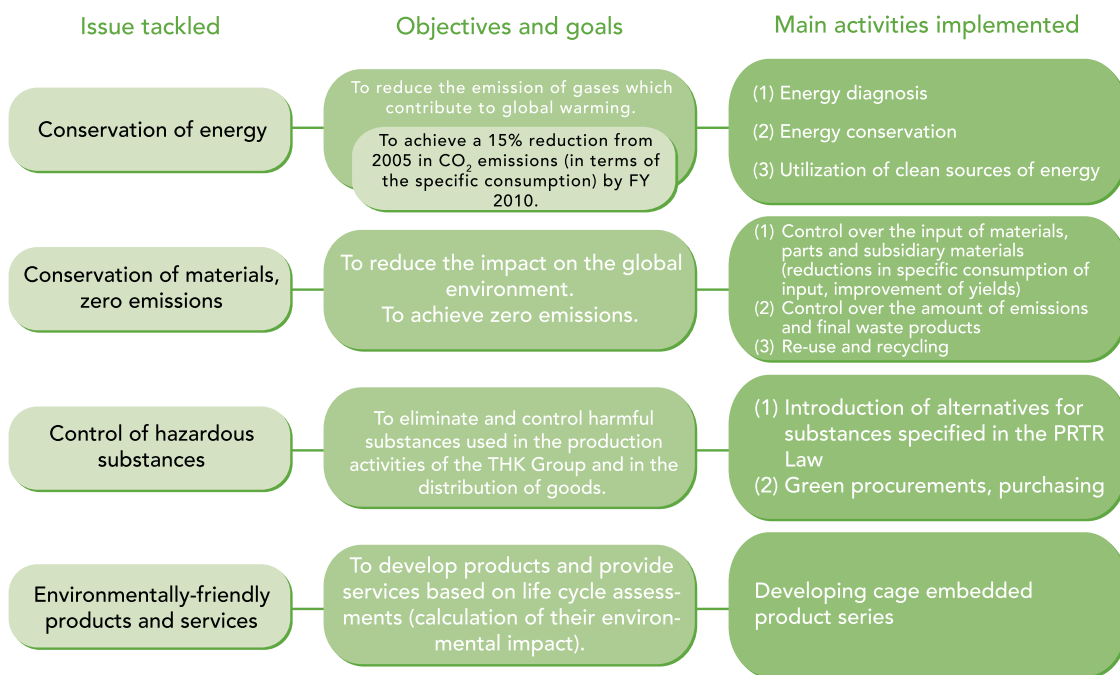 Issue tackled
Objectives and goals
Main activities implemented
Conservation of energy
To reduce the emission of gases which
contribute to global warming.
To achieve a 15% reduction from
2005 in CO₂ emissions (in terms of
the specific consumption) by FY
2010.
(1) Energy diagnosis
(2) Energy conservation
(3) Utilization of clean sources of energy
Conservation of materials,
zero emissions
To reduce the impact on the global
environment.
To achieve zero emissions.
(1) Control over the input of materials,
parts and subsidiary materials
(reductions in specific consumption of
input, improvement of yields)
(2) Control over the amount of emissions
and final waste products
(3) Re-use and recycling
Control of hazardous
substances
To eliminate and control harmful
substances used in the production
activities of the THK Group and in the
distribution of goods.
(1) Introduction of alternatives for
substances specified in the PRTR
Law
(2) Green procurements, purchasing
Environmentally-friendly
products and services
To develop products and provide
services based on life cycle assess-
ments (calculation of their environ-
mental impact).
Developing cage embedded
product series